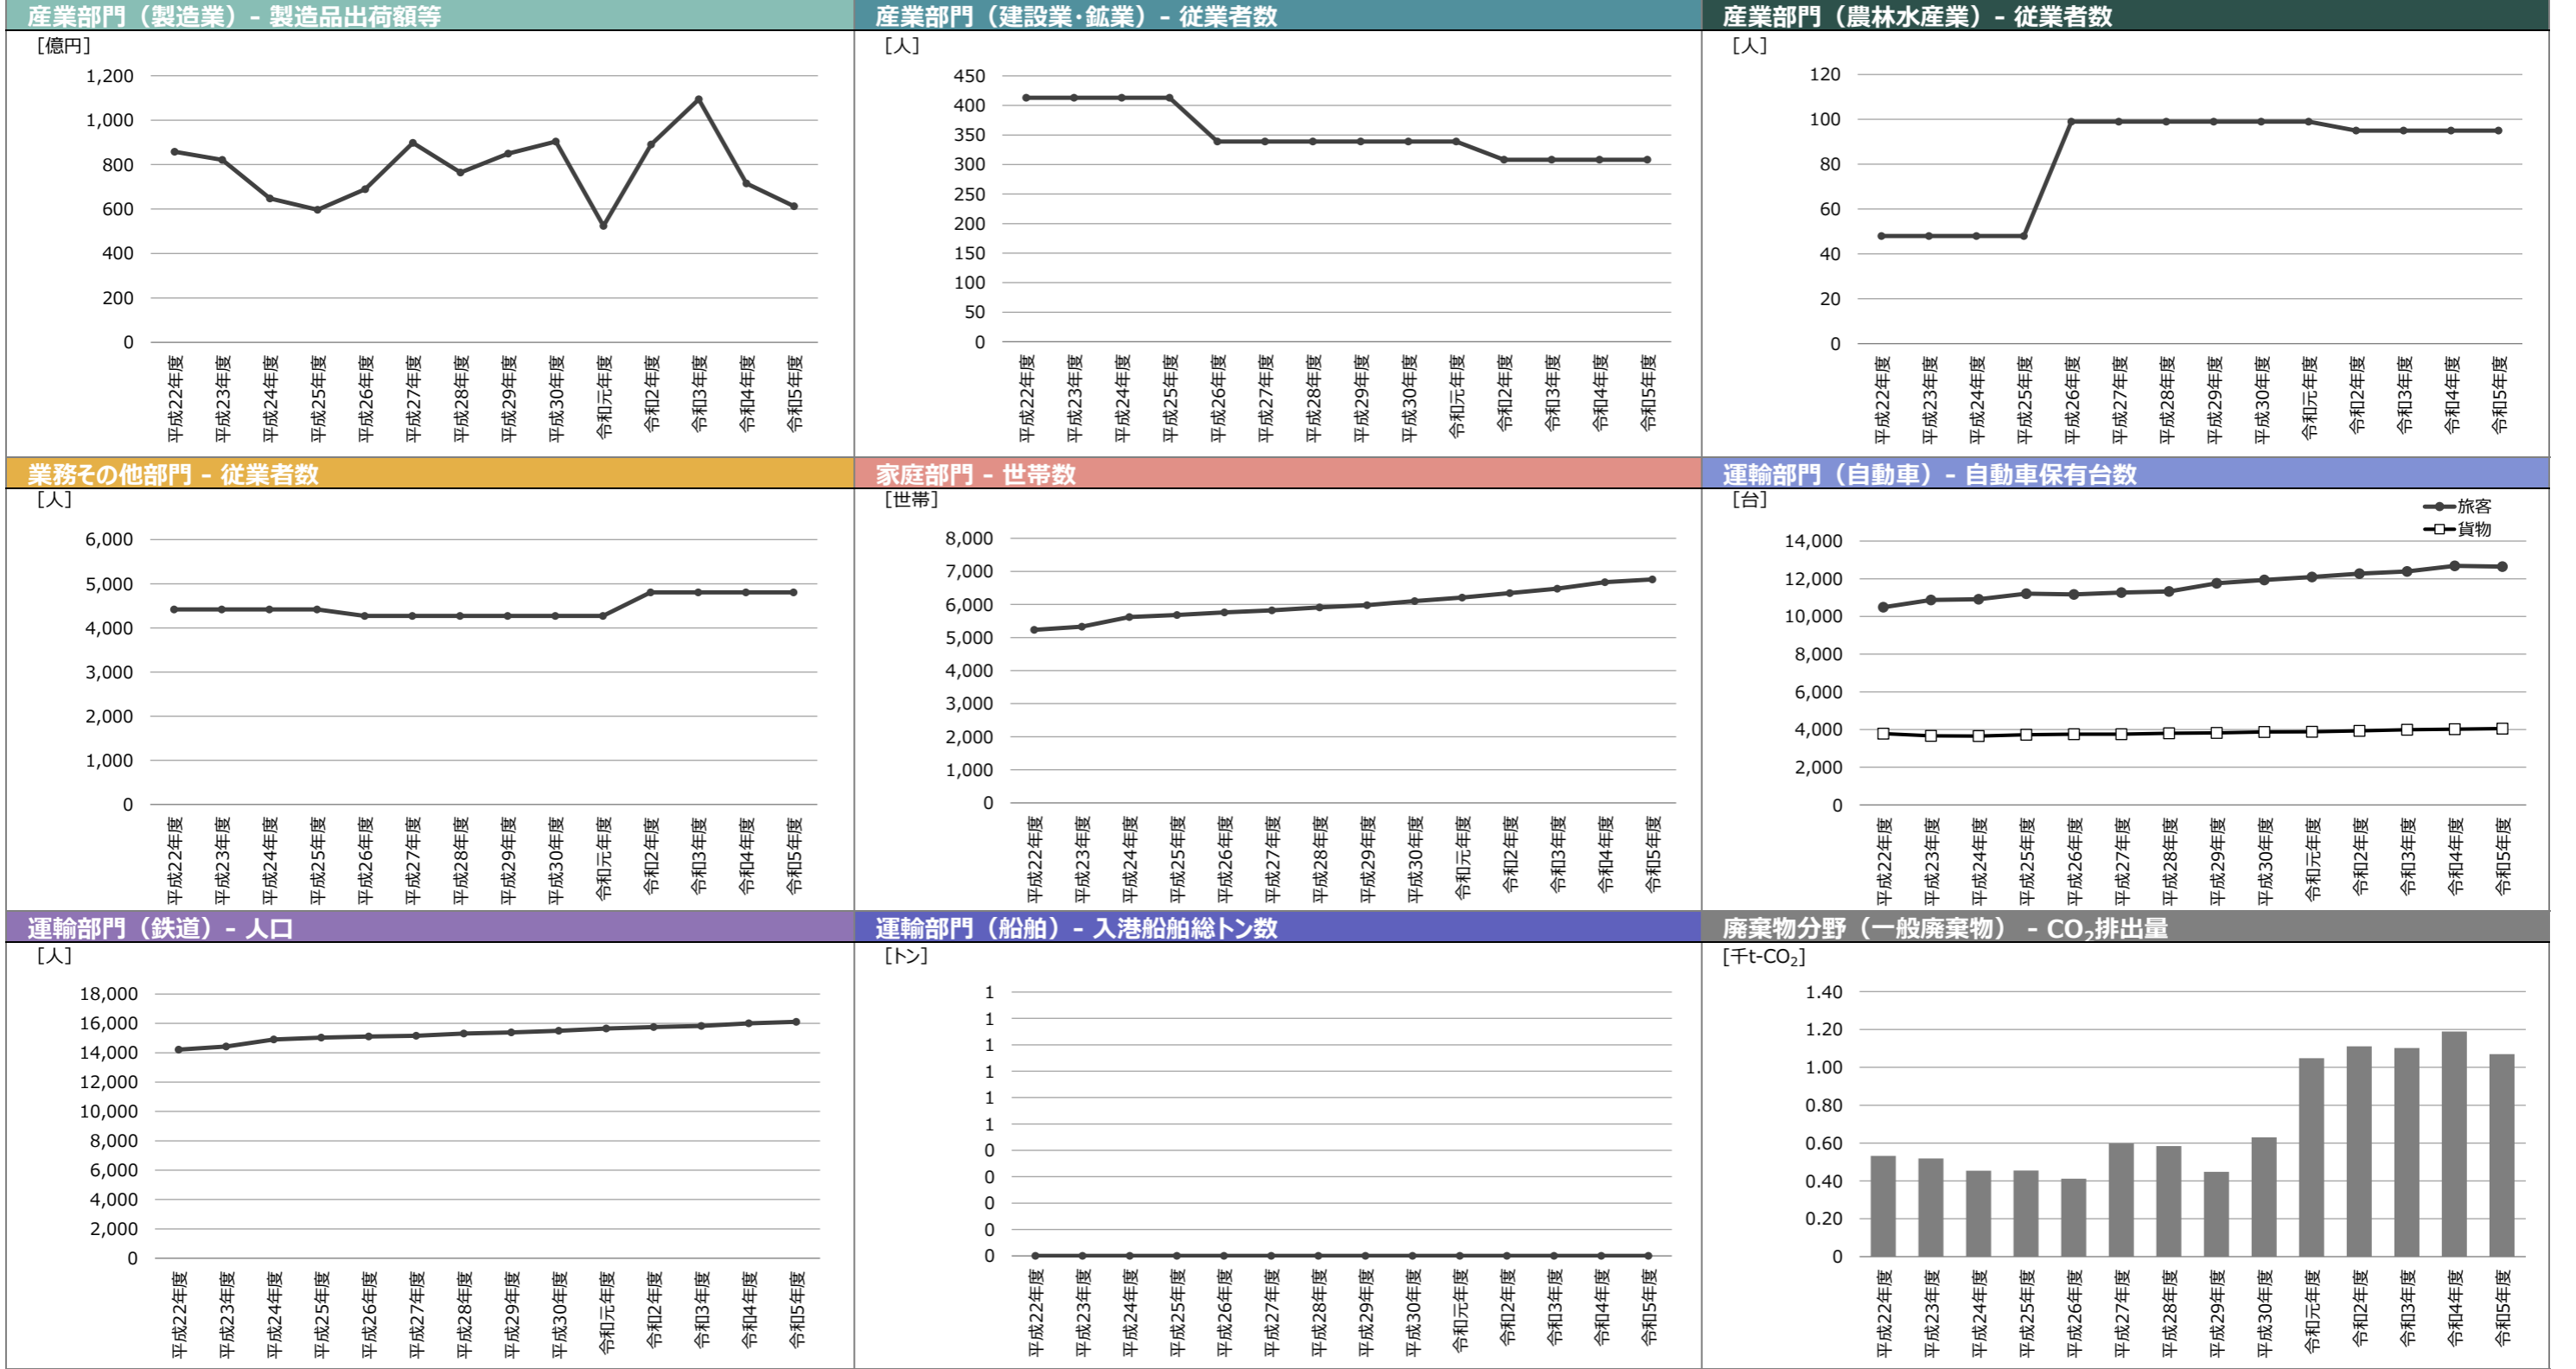 産業部門（製造業）- 製造品出荷額等
[億円]
1,200
1,000
800
600
400
200
0
平成22年度
平成23年度
平成24年度
平成25年度
平成26年度
平成27年度
平成28年度
平成29年度
平成30年度
令和元年度
令和2年度
令和3年度
令和4年度
令和5年度
産業部門（建設業･鉱業）- 従業者数
[人]
450
400
350
300
250
200
150
100
50
0
平成22年度
平成23年度
平成24年度
平成25年度
平成26年度
平成27年度
平成28年度
平成29年度
平成30年度
令和元年度
令和2年度
令和3年度
令和4年度
令和5年度
産業部門（農林水産業）- 従業者数
[人]
120
100
80
60
40
20
0
平成22年度
平成23年度
平成24年度
平成25年度
平成26年度
平成27年度
平成28年度
平成29年度
平成30年度
令和元年度
令和2年度
令和3年度
令和4年度
令和5年度
業務その他部門 - 従業者数
[人]
6,000
5,000
4,000
3,000
2,000
1,000
0
平成22年度
平成23年度
平成24年度
平成25年度
平成26年度
平成27年度
平成28年度
平成29年度
平成30年度
令和元年度
令和2年度
令和3年度
令和4年度
令和5年度
家庭部門 - 世帯数
[世帯]
8,000
7,000
6,000
5,000
4,000
3,000
2,000
1,000
0
平成22年度
平成23年度
平成24年度
平成25年度
平成26年度
平成27年度
平成28年度
平成29年度
平成30年度
令和元年度
令和2年度
令和3年度
令和4年度
令和5年度
運輸部門（自動車）- 自動車保有台数
[台]
旅客
貨物
14,000
12,000
10,000
8,000
6,000
4,000
2,000
0
平成22年度
平成23年度
平成24年度
平成25年度
平成26年度
平成27年度
平成28年度
平成29年度
平成30年度
令和元年度
令和2年度
令和3年度
令和4年度
令和5年度
運輸部門（鉄道）- 人口
[人]
18,000
16,000
14,000
12,000
10,000
8,000
6,000
4,000
2,000
0
平成22年度
平成23年度
平成24年度
平成25年度
平成26年度
平成27年度
平成28年度
平成29年度
平成30年度
令和元年度
令和2年度
令和3年度
令和4年度
令和5年度
運輸部門（船舶）- 入港船舶総トン数
[トン]
1
1
1
1
1
1
0
0
0
0
0
平成22年度
平成23年度
平成24年度
平成25年度
平成26年度
平成27年度
平成28年度
平成29年度
平成30年度
令和元年度
令和2年度
令和3年度
令和4年度
令和5年度
廃棄物分野（一般廃棄物） - CO₂排出量
[千t-CO₂]
1.40
1.20
1.00
0.80
0.60
0.40
0.20
0
平成22年度
平成23年度
平成24年度
平成25年度
平成26年度
平成27年度
平成28年度
平成29年度
平成30年度
令和元年度
令和2年度
令和3年度
令和4年度
令和5年度